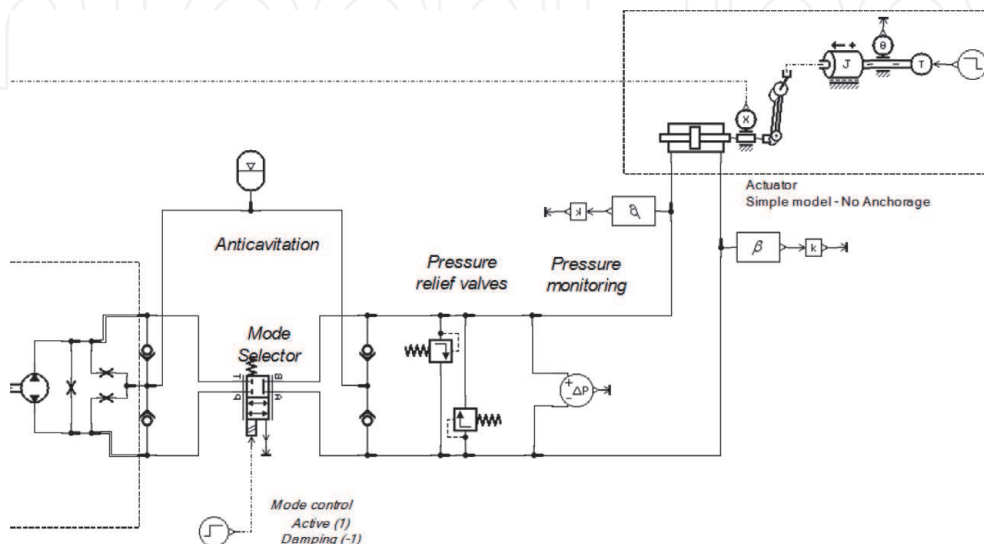 θ
J
T
X
Actuator
Simple model - No Anchorage
k
β
β
k
Anticavitation
Pressure
relief valves
Pressure
monitoring
Mode
Selector
T
B
P
A
+
ΔP
-
Mode control
Active (1)
Damping (-1)